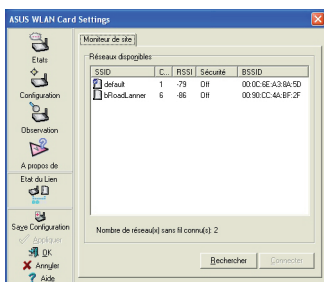 ASUS WLAN Card Settings
Etats
Configuration
Observation
A propos de
Etat du Lien
Sauve Configuration
Appliquer
OK
Annuler
Aide
Moniteur de site
Réseaux disponibles
SSID C... RSSI Sécurité BSSID
default 1 -79 Off 00:0C:6E:A3:8A:5D
bRoadLanner 6 -86 Off 00:90:CC:4A:BF:2F
Nombre de réseau(x) sans fil connu(s): 2
Rechercher
Connecter